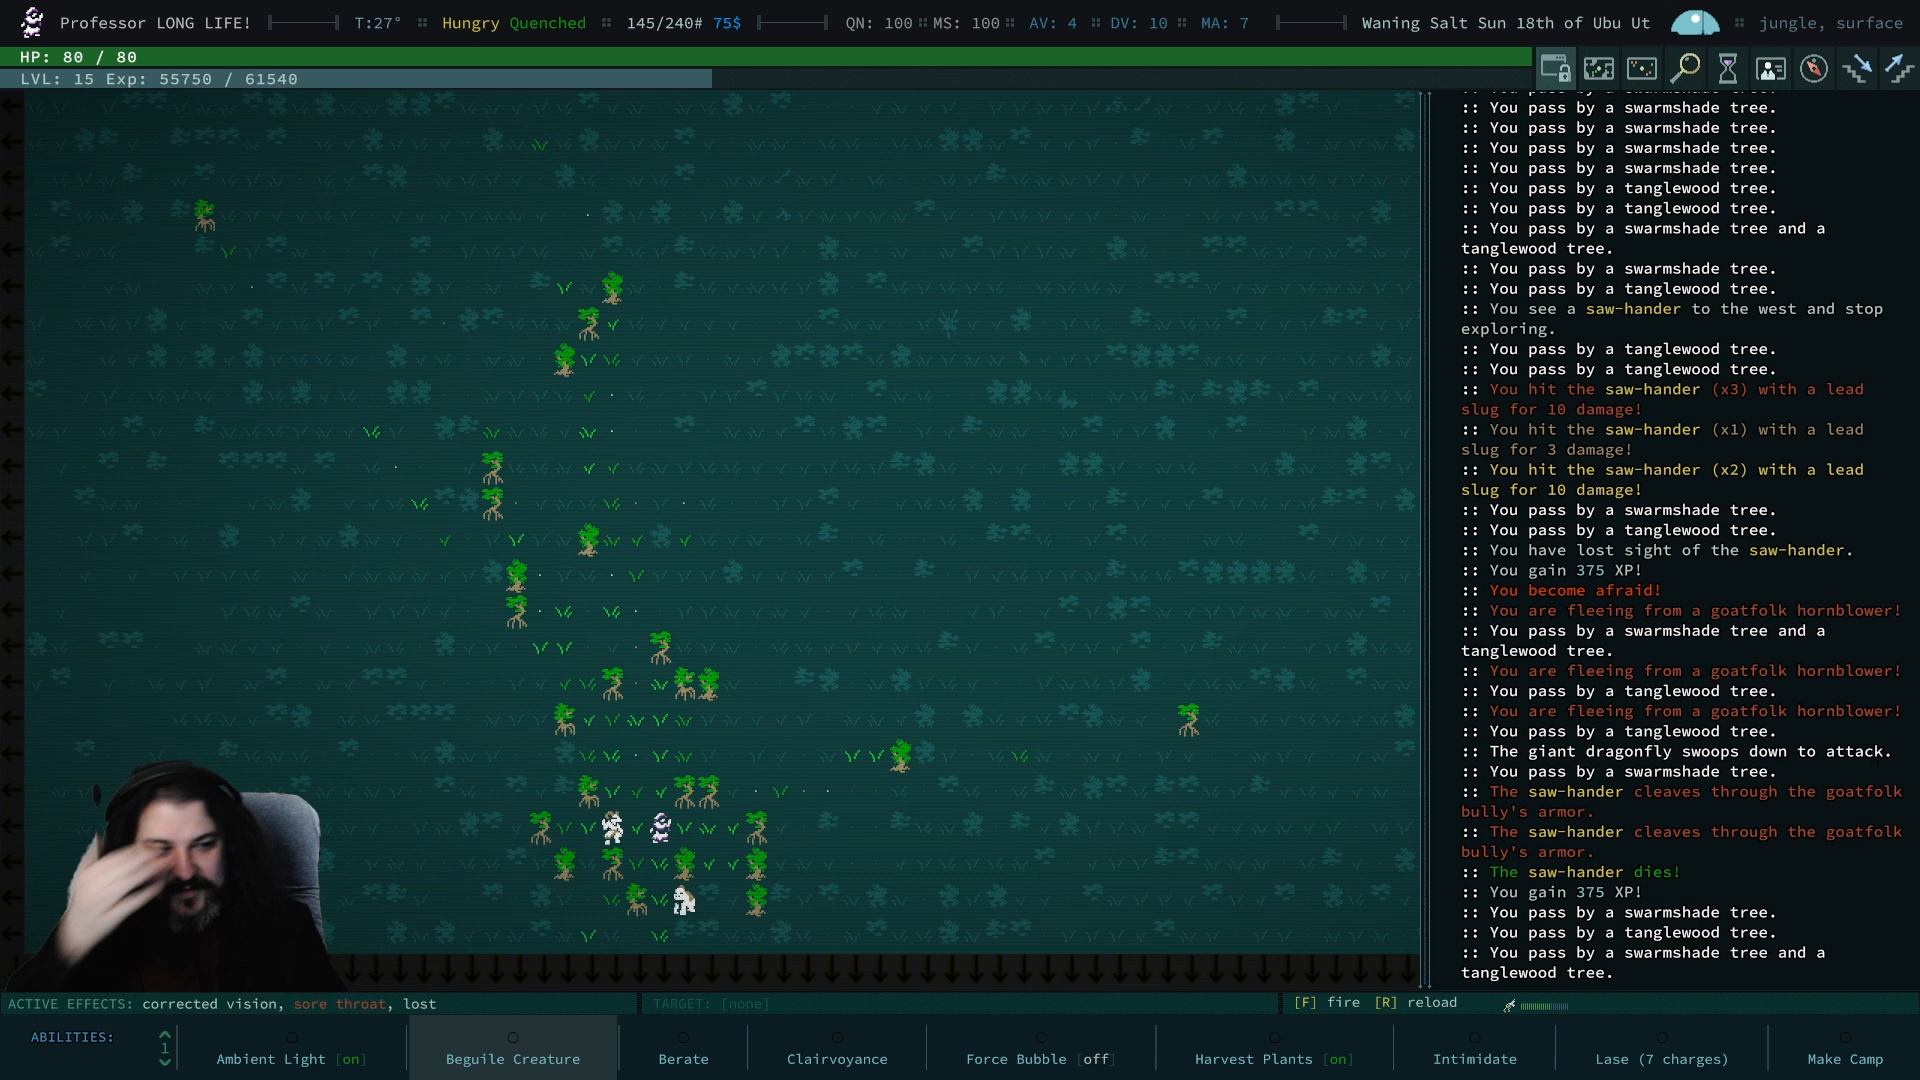 Professor LONG LIFE! T:27° Hungry Quenched 145/240# 75$ QN: 100 MS: 100 AV: 4 DV: 10 MA: 7 Waning Salt Sun 18th of Ubu Ut jungle, surface
HP: 80 / 80
LVL: 15 Exp: 55750 / 61540
:: You pass by a swarmshade tree.
:: You pass by a swarmshade tree.
:: You pass by a swarmshade tree.
:: You pass by a swarmshade tree.
:: You pass by a tanglewood tree.
:: You pass by a tanglewood tree.
:: You pass by a swarmshade tree and a
tanglewood tree.
:: You pass by a swarmshade tree.
:: You pass by a tanglewood tree.
:: You see a saw-hander to the west and stop
exploring.
:: You pass by a tanglewood tree.
:: You pass by a tanglewood tree.
:: You hit the saw-hander (x3) with a lead
slug for 10 damage!
:: You hit the saw-hander (x1) with a lead
slug for 3 damage!
:: You hit the saw-hander (x2) with a lead
slug for 10 damage!
:: You pass by a swarmshade tree.
:: You pass by a tanglewood tree.
:: You have lost sight of the saw-hander.
:: You gain 375 XP!
:: You become afraid!
:: You are fleeing from a goatfolk hornblower!
:: You pass by a swarmshade tree and a
tanglewood tree.
:: You are fleeing from a goatfolk hornblower!
:: You pass by a tanglewood tree.
:: You are fleeing from a goatfolk hornblower!
:: You pass by a tanglewood tree.
:: The giant dragonfly swoops down to attack.
:: You pass by a swarmshade tree.
:: The saw-hander cleaves through the goatfolk
bully's armor.
:: The saw-hander cleaves through the goatfolk
bully's armor.
:: The saw-hander dies!
:: You gain 375 XP!
:: You pass by a swarmshade tree.
:: You pass by a tanglewood tree.
:: You pass by a swarmshade tree and a
tanglewood tree.
ACTIVE EFFECTS: corrected vision, sore throat, lost TARGET: [none] [F] fire [R] reload
ABILITIES: 1 Ambient Light [on] Beguile Creature Berate Clairvoyance Force Bubble [off] Harvest Plants [on] Intimidate Lase (7 charges) Make Camp